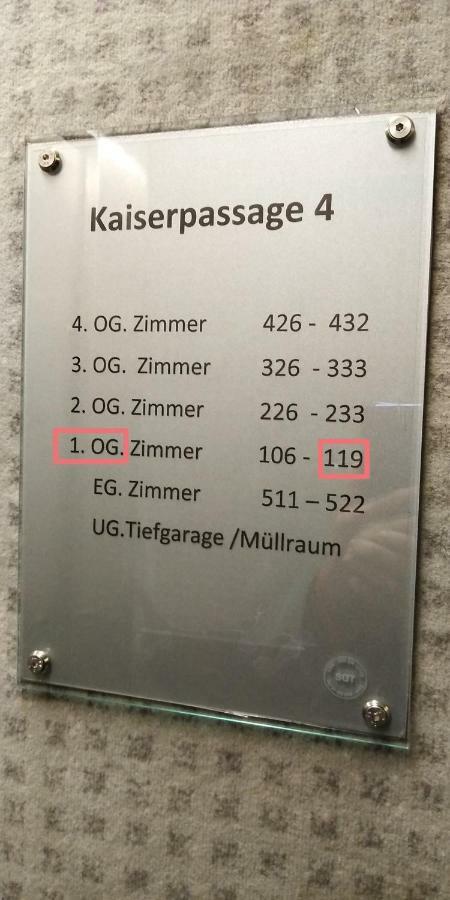 Kaiserpassage 4
4. OG. Zimmer 426 - 432
3. OG. Zimmer 326 - 333
2. OG. Zimmer 226 - 233
1. OG. Zimmer 106 - 119
EG. Zimmer 511 – 522
UG.Tiefgarage /Müllraum